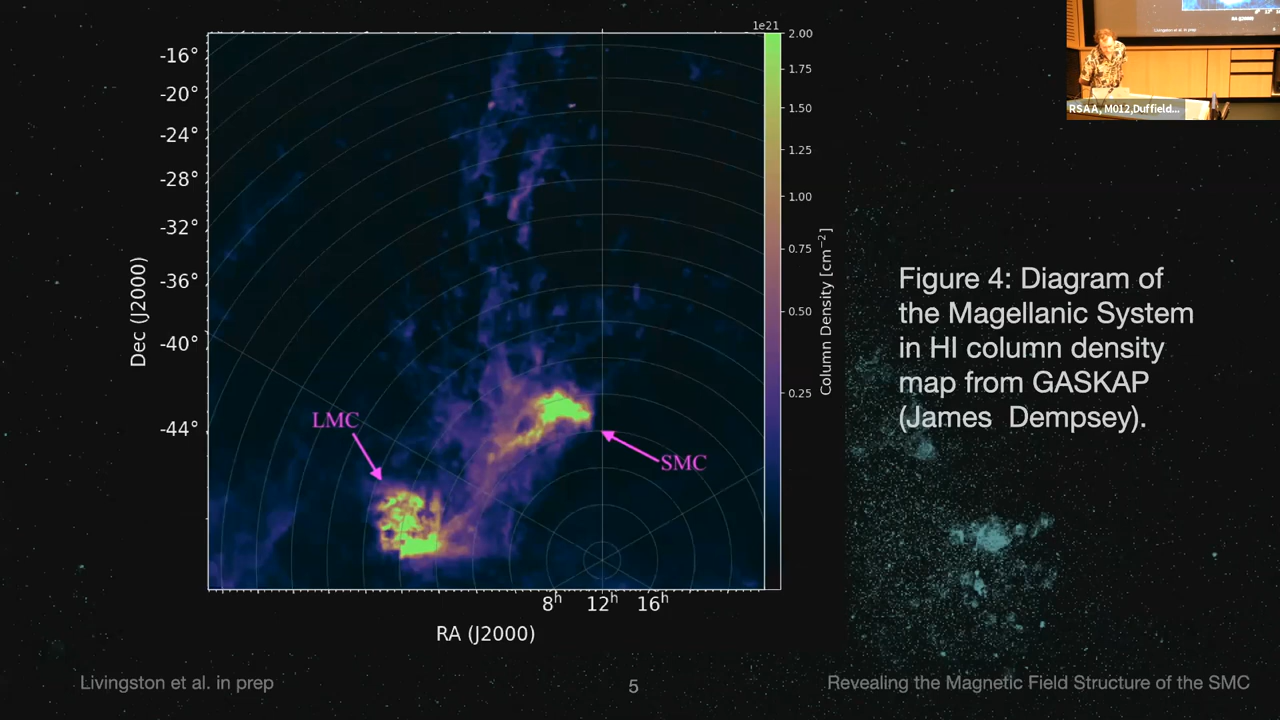 1e21
-16°
-20°
-24°
-28°
-32°
-36°
-40°
-44°
Dec (J2000)
LMC
SMC
8ʰ 12ʰ 16ʰ
RA (J2000)
2.00
1.75
1.50
1.25
1.00
0.75
0.50
0.25
Column Density [cm⁻²]
Figure 4: Diagram of
the Magellanic System
in HI column density
map from GASKAP
(James Dempsey).
RSAA, M012,Duffield...
Livingston et al. in prep
5
Revealing the Magnetic Field Structure of the SMC